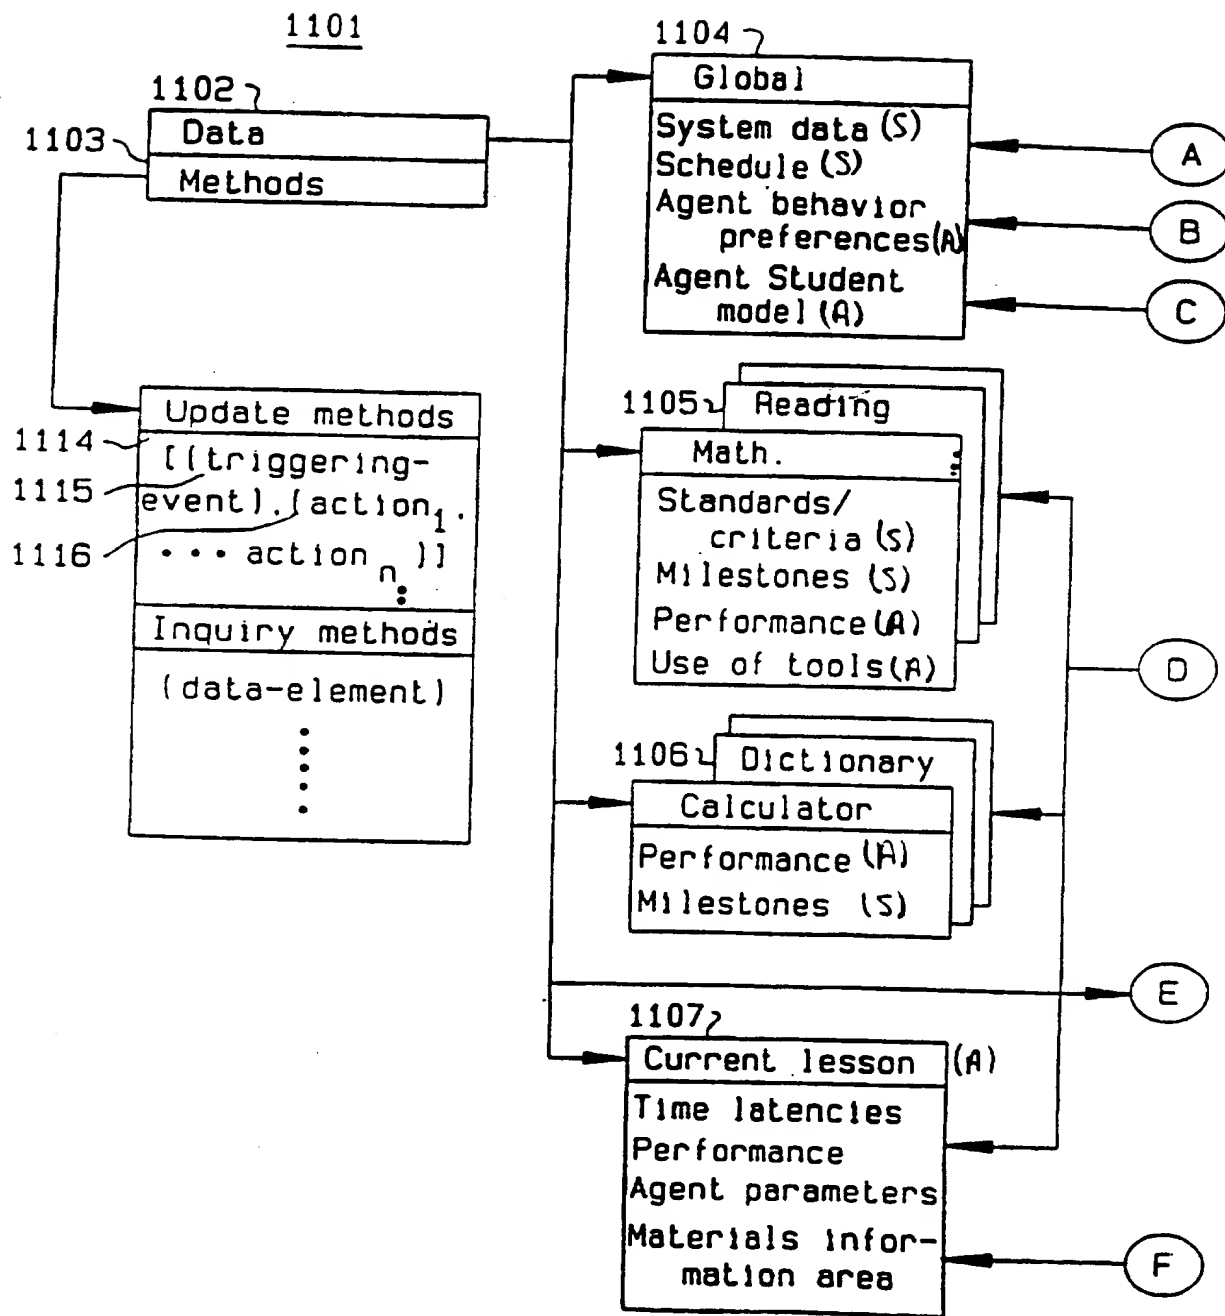 1101
1102
Data
1103
Methods
Update methods
1114
[((triggering-
1115
event),(action1.
1116
... action n )]]
Inquiry methods
(data-element)
1104
Global
System data (S)
Schedule (S)
Agent behavior
preferences(A)
Agent Student
model (A)
A
B
C
1105
Reading
Math.
Standards/
criteria (S)
Milestones (S)
Performance (A)
Use of tools (A)
D
1106
Dictionary
Calculator
Performance (A)
Milestones (S)
E
1107
Current lesson (A)
Time latencies
Performance
Agent parameters
Materials infor-
mation area
F